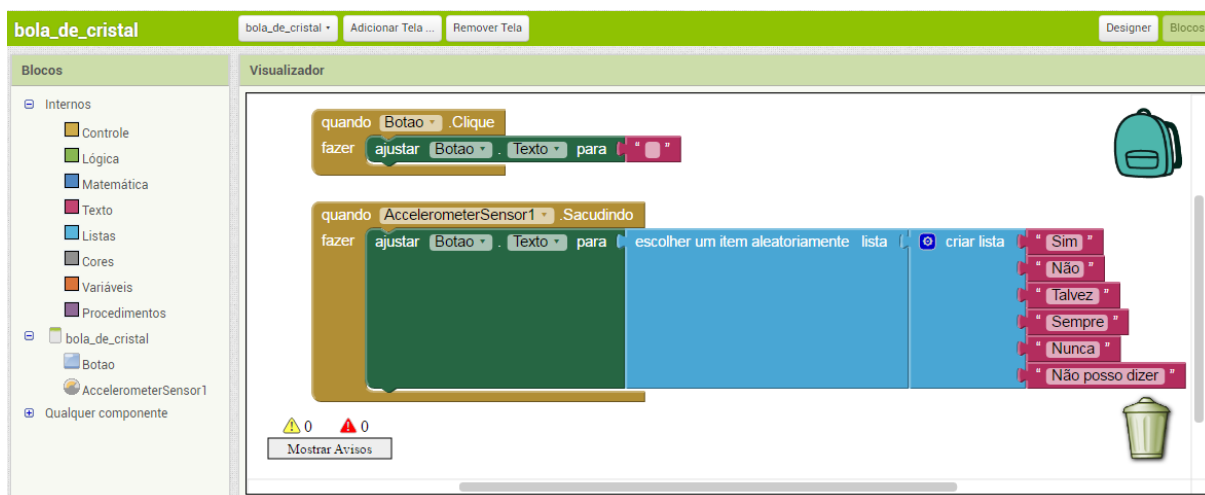 bola_de_cristal bola_de_cristal Adicionar Tela ... Remover Tela Designer Blocos
Blocos Visualizador
Internos
Controle
Lógica
Matemática
Texto
Listas
Cores
Variáveis
Procedimentos
bola_de_cristal
Botao
AccelerometerSensor1
Qualquer componente
quando Botao .Clique
fazer ajustar Botao . Texto para " "
quando AccelerometerSensor1 .Sacudindo
fazer ajustar Botao . Texto para escolher um item aleatoriamente lista criar lista " Sim "
" Não "
" Talvez "
" Sempre "
" Nunca "
" Não posso dizer "
0 0
Mostrar Avisos